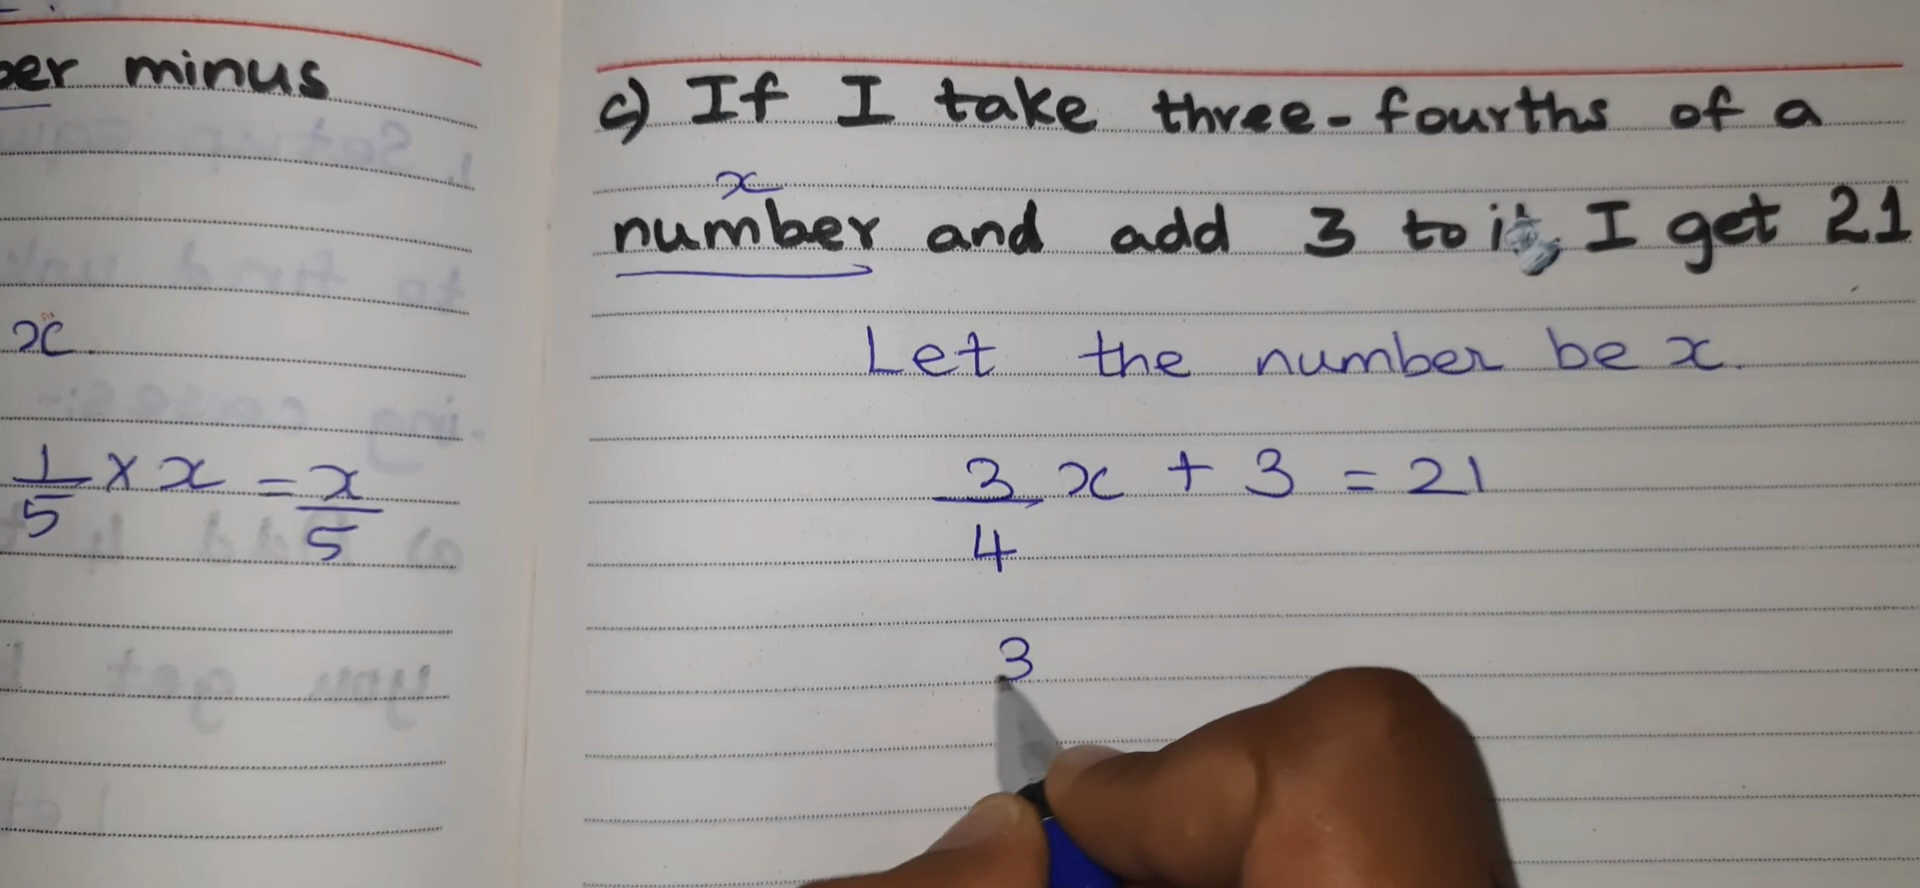 minus
x
1/5 × x = x/5
c) If I take three-fourths of a
x
number and add 3 to it, I get 21
Let the number be x.
3/4 x + 3 = 21
3